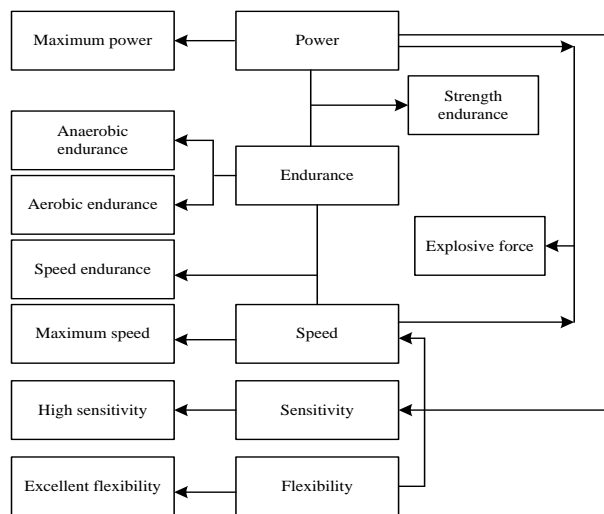 Maximum power
Power
Strength
endurance
Anaerobic
endurance
Endurance
Aerobic endurance
Speed endurance
Explosive force
Maximum speed
Speed
High sensitivity
Sensitivity
Excellent flexibility
Flexibility